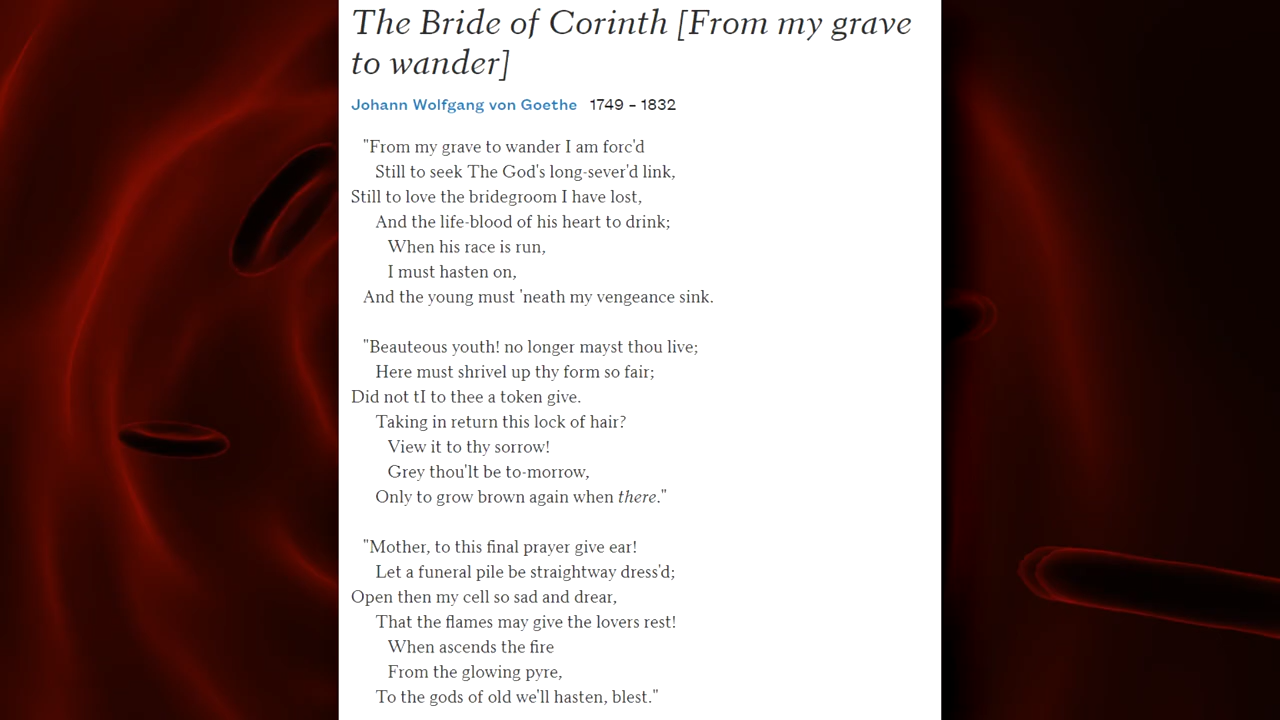 The Bride of Corinth [From my grave
to wander]
Johann Wolfgang von Goethe 1749 – 1832
"From my grave to wander I am forc'd
Still to seek The God's long-sever'd link,
Still to love the bridegroom I have lost,
And the life-blood of his heart to drink;
When his race is run,
I must hasten on,
And the young must 'neath my vengeance sink.
"Beauteous youth! no longer mayst thou live;
Here must shrivel up thy form so fair;
Did not tI to thee a token give.
Taking in return this lock of hair?
View it to thy sorrow!
Grey thou'lt be to-morrow,
Only to grow brown again when there."
"Mother, to this final prayer give ear!
Let a funeral pile be straightway dress'd;
Open then my cell so sad and drear,
That the flames may give the lovers rest!
When ascends the fire
From the glowing pyre,
To the gods of old we'll hasten, blest."